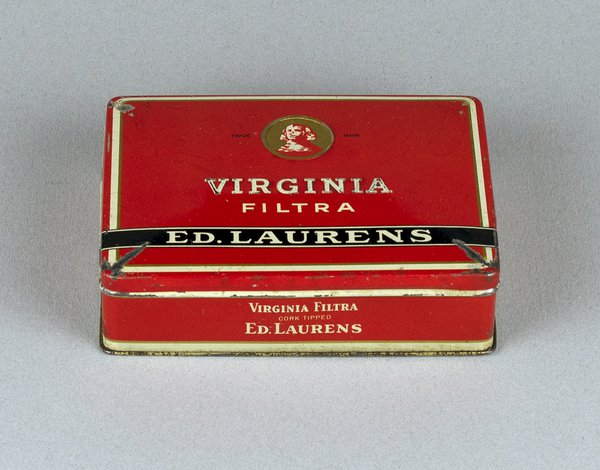 TRADE MARK
VIRGINIA
FILTRA
ED. LAURENS
VIRGINIA FILTRA
CORK TIPPED
ED. LAURENS